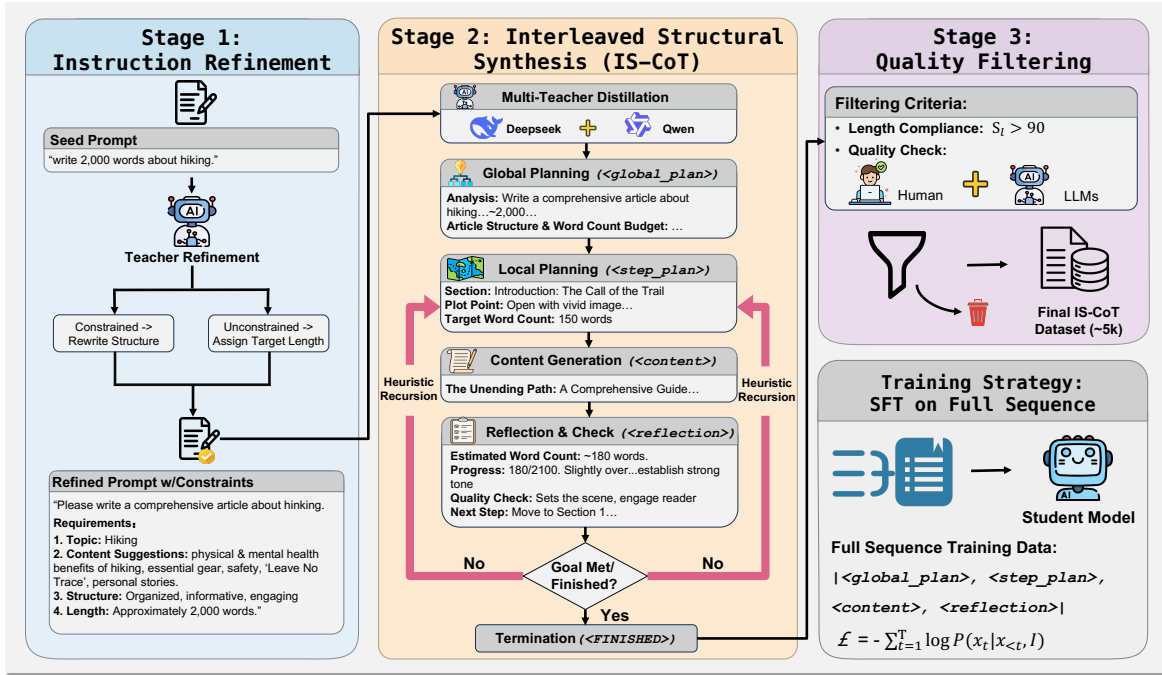 Stage 1:
Instruction Refinement
Seed Prompt
“write 2,000 words about hiking.”
AI
Teacher Refinement
Constrained ->
Rewrite Structure
Unconstrained ->
Assign Target Length
Refined Prompt w/Constraints
“Please write a comprehensive article about hinking.
Requirements：
1. Topic: Hiking
2. Content Suggestions: physical & mental health
benefits of hiking, essential gear, safety, ‘Leave No
Trace’, personal stories.
3. Structure: Organized, informative, engaging
4. Length: Approximately 2,000 words.”
Stage 2: Interleaved Structural
Synthesis (IS-CoT)
AI
Multi-Teacher Distillation
Deepseek
Qwen
Global Planning (<global_plan>)
Analysis: Write a comprehensive article about
hiking…~2,000…
Article Structure & Word Count Budget: …
Local Planning (<step_plan>)
Section: Introduction: The Call of the Trail
Plot Point: Open with vivid image…
Target Word Count: 150 words
Content Generation (<content>)
The Unending Path: A Comprehensive Guide…
Heuristic
Recursion
Heuristic
Recursion
Reflection & Check (<reflection>)
Estimated Word Count: ~180 words.
Progress: 180/2100. Slightly over...establish strong
tone
Quality Check: Sets the scene, engage reader
Next Step: Move to Section 1…
No
Goal Met/
Finished?
No
Yes
Termination (<FINISHED>)
Stage 3:
Quality Filtering
Filtering Criteria:
• Length Compliance: S_l > 90
• Quality Check:
Human
AI
LLMs
Final IS-CoT
Dataset (~5k)
Training Strategy:
SFT on Full Sequence
AI
Student Model
Full Sequence Training Data:
|<global_plan>, <step_plan>,
<content>, <reflection>|
£ = - ∑_{t=1}^{T} log P(x_t|x_{<t}, I)